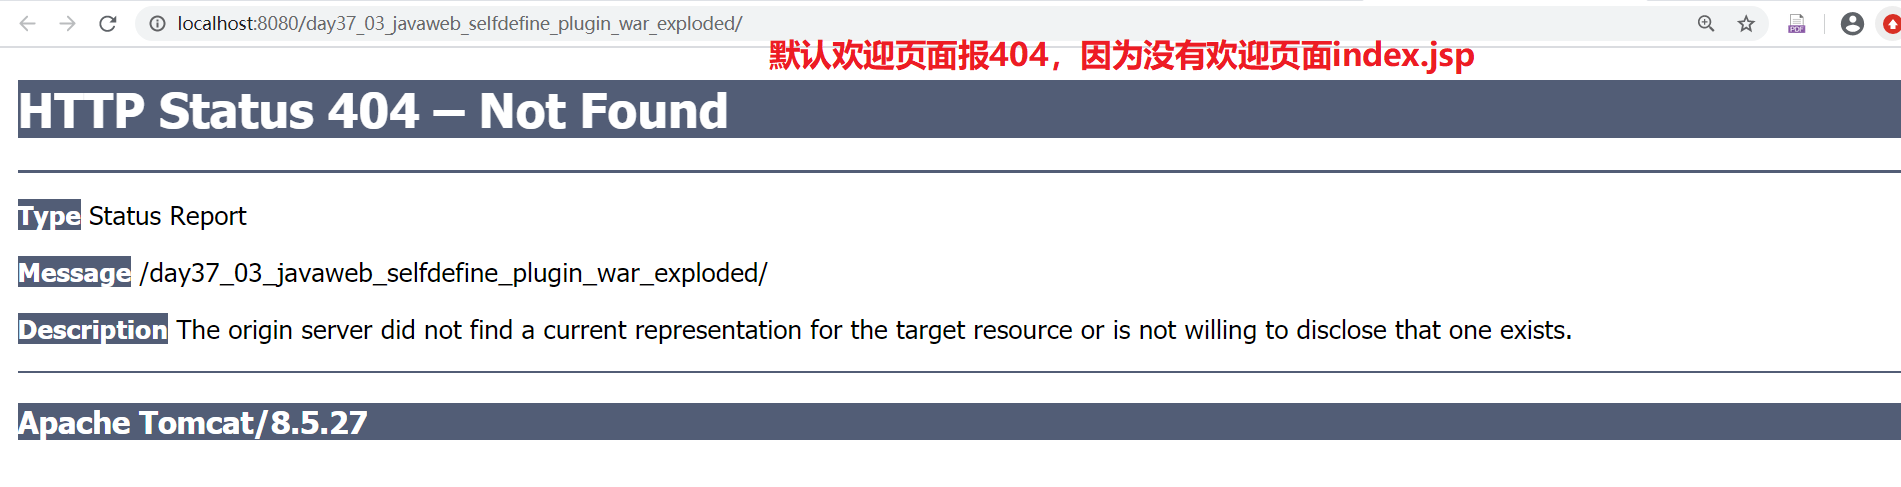 localhost:8080/day37_03_javaweb_selfdefine_plugin_war_exploded/
默认欢迎页面报404，因为没有欢迎页面index.jsp
HTTP Status 404 – Not Found
Type Status Report
Message /day37_03_javaweb_selfdefine_plugin_war_exploded/
Description The origin server did not find a current representation for the target resource or is not willing to disclose that one exists.
Apache Tomcat/8.5.27